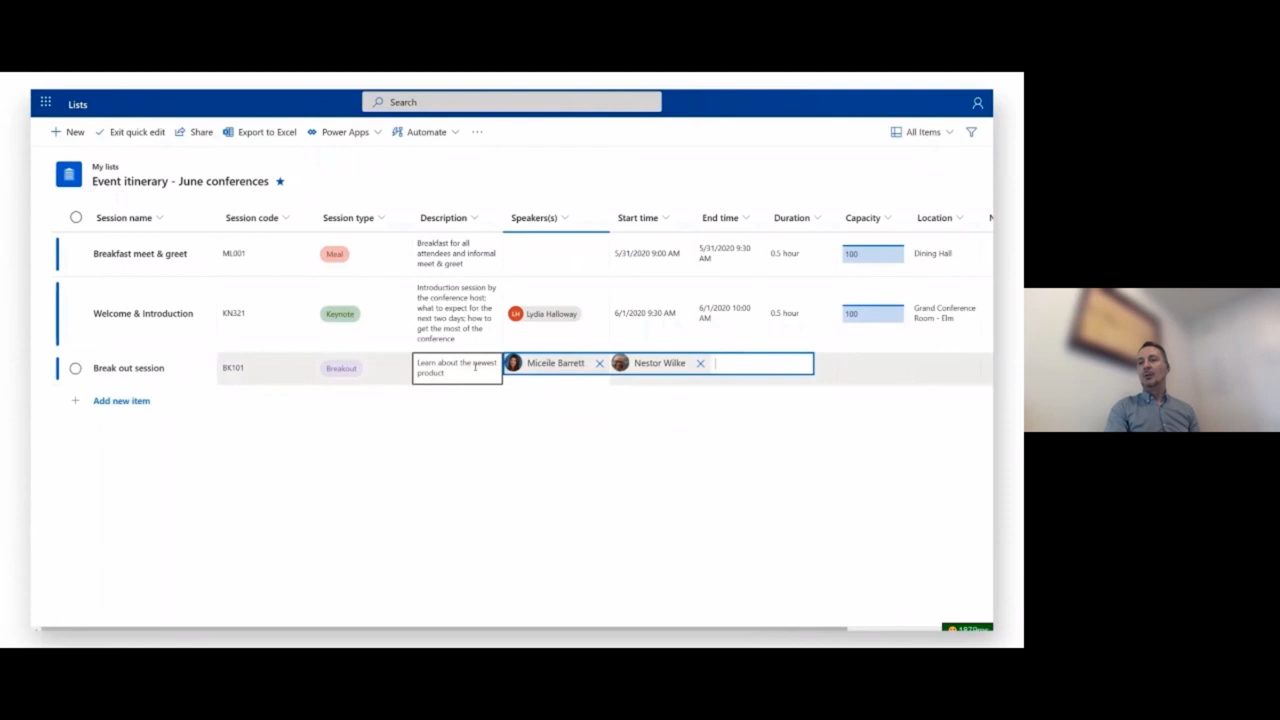 Lists
Search
New
Exit quick edit
Share
Export to Excel
Power Apps
Automate
All Items
My lists
Event itinerary - June conferences
Session name
Session code
Session type
Description
Speakers(s)
Start time
End time
Duration
Capacity
Location
Breakfast meet & greet
ML001
Meal
Breakfast for all
attendees and informal
meet & greet
5/31/2020 9:00 AM
5/31/2020 9:30
AM
0.5 hour
100
Dining Hall
Welcome & Introduction
KN321
Keynote
Introduction session by
the conference host;
what to expect for the
next two days; how to
get the most of the
conference
LH
Lydia Halloway
6/1/2020 9:30 AM
6/1/2020 10:00
AM
0.5 hour
100
Grand Conference
Room - Elm
Break out session
BK101
Breakout
Learn about the newest
product
Miceile Barrett
Nestor Wilke
Add new item